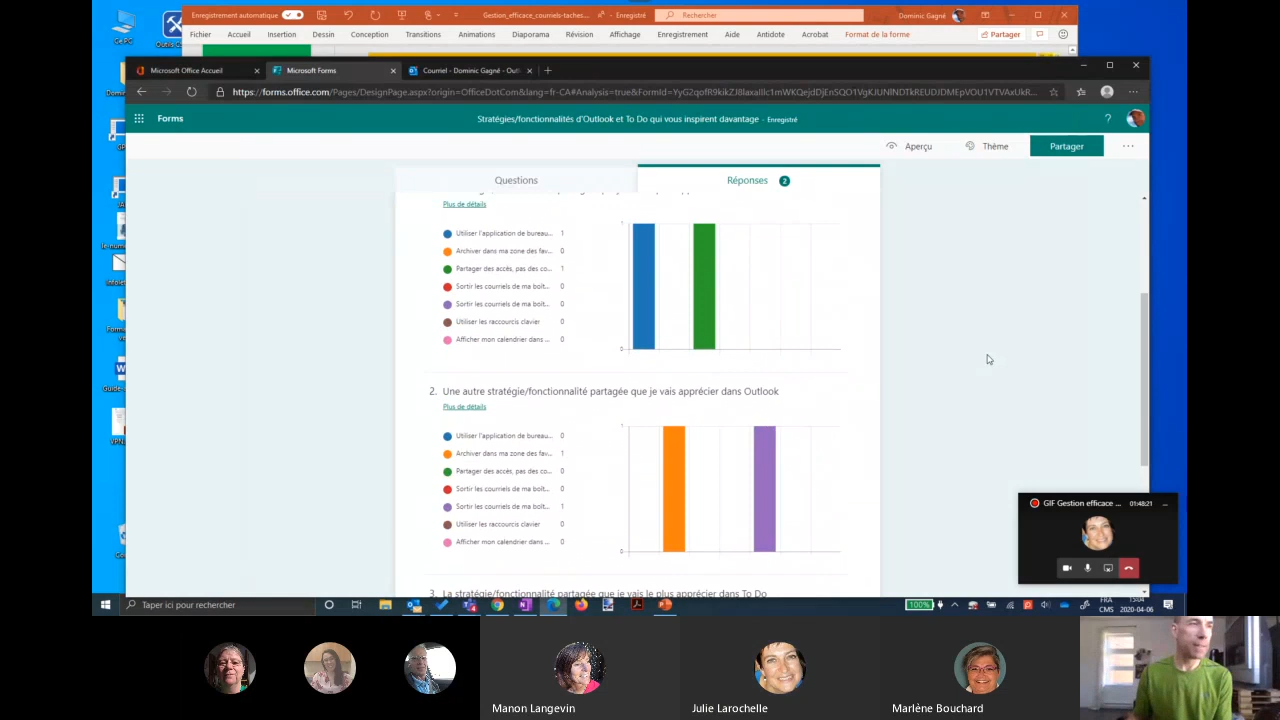 Enregistrement automatique
Gestion_efficace_courriels-taches...
Enregistré
Rechercher
Dominic Gagné
Fichier Accueil Insertion Dessin Conception Transitions Animations Diaporama Révision Affichage Enregistrement Aide Antidote Acrobat Format de la forme
Partager
Ce PC
Microsoft Office Accueil
Microsoft Forms
Courriel - Dominic Gagné - Out
Forms
Stratégies/fonctionnalités d'Outlook et To Do qui vous inspirent davantage - Enregistré
?
Aperçu
Thème
Partager
...
Questions
Réponses 2
Plus de détails
Utiliser l'application de bureau... 1
Archiver dans ma zone des fav... 0
Partager des accès, pas des co... 1
Sortir les courriels de ma boît... 0
Sortir les courriels de ma boît... 0
Utiliser les raccourcis clavier 0
Afficher mon calendrier dans ... 0
1
0
2. Une autre stratégie/fonctionnalité partagée que je vais apprécier dans Outlook
Plus de détails
Utiliser l'application de bureau... 0
Archiver dans ma zone des fav... 1
Partager des accès, pas des co... 0
Sortir les courriels de ma boît... 0
Sortir les courriels de ma boît... 1
Utiliser les raccourcis clavier 0
Afficher mon calendrier dans ... 0
1
0
3. La stratégie/fonctionnalité partagée que je vais le plus apprécier dans To Do
GIF Gestion efficace ... 01:48:21 ...
Taper ici pour rechercher
100%
FRA
CMS
15:04
2020-04-06
Manon Langevin
Julie Larochelle
Marlène Bouchard